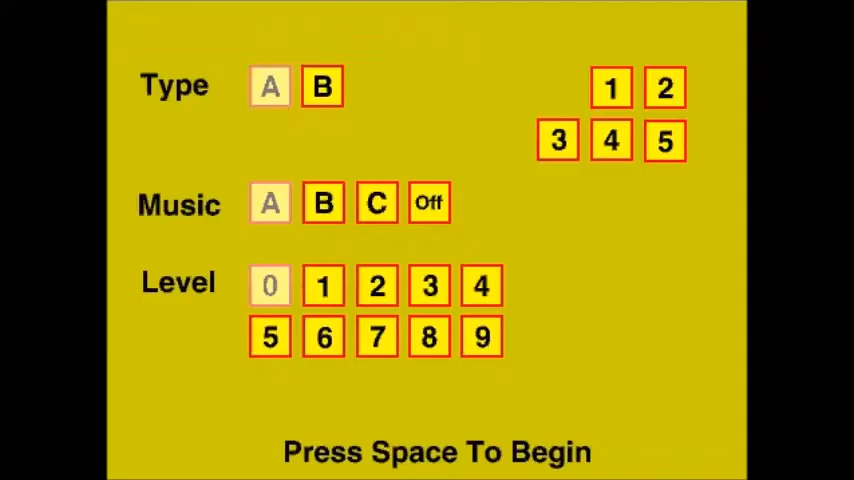 Type A B 1 2
3 4 5
Music A B C Off
Level 0 1 2 3 4
5 6 7 8 9
Press Space To Begin